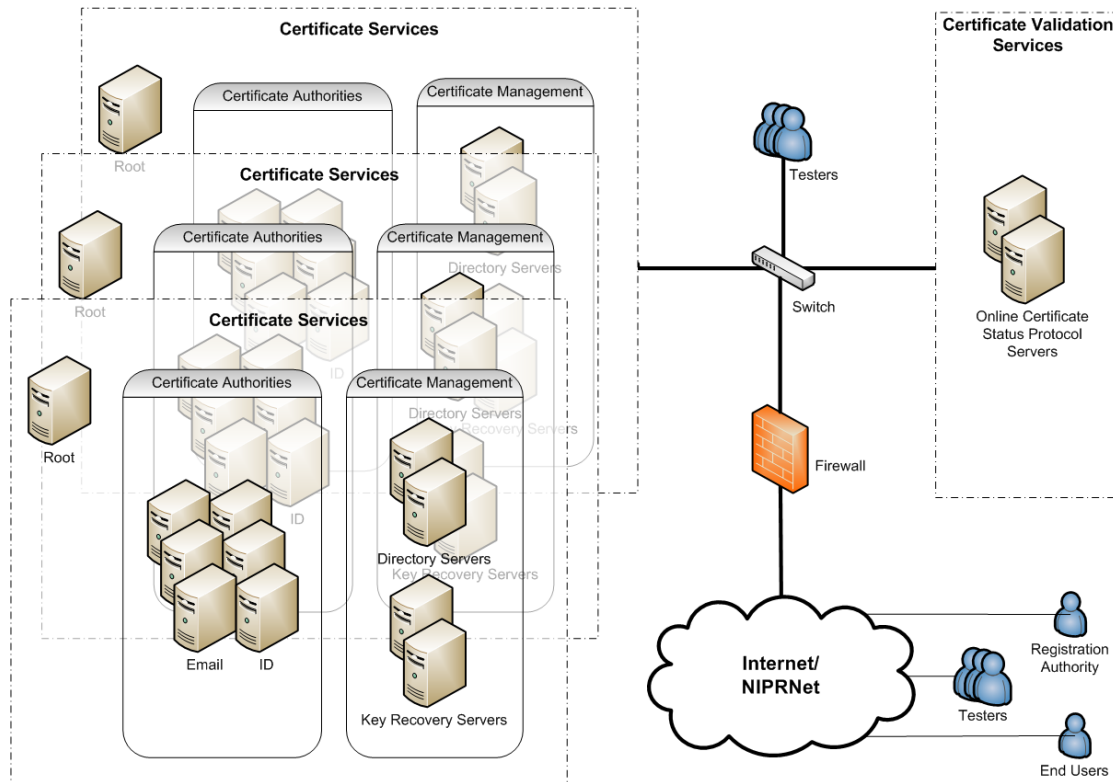 Certificate Services
Certificate Authorities
Certificate Management
Root
Directory Servers
ID
Recovery Servers
Certificate Services
Certificate Authorities
Certificate Management
Root
Directory Servers
ID
Key Recovery Servers
Certificate Services
Certificate Authorities
Certificate Management
Root
Directory Servers
Email
ID
Key Recovery Servers
Testers
Switch
Firewall
Internet/
NIPRNet
Certificate Validation
Services
Online Certificate
Status Protocol
Servers
Registration
Authority
Testers
End Users